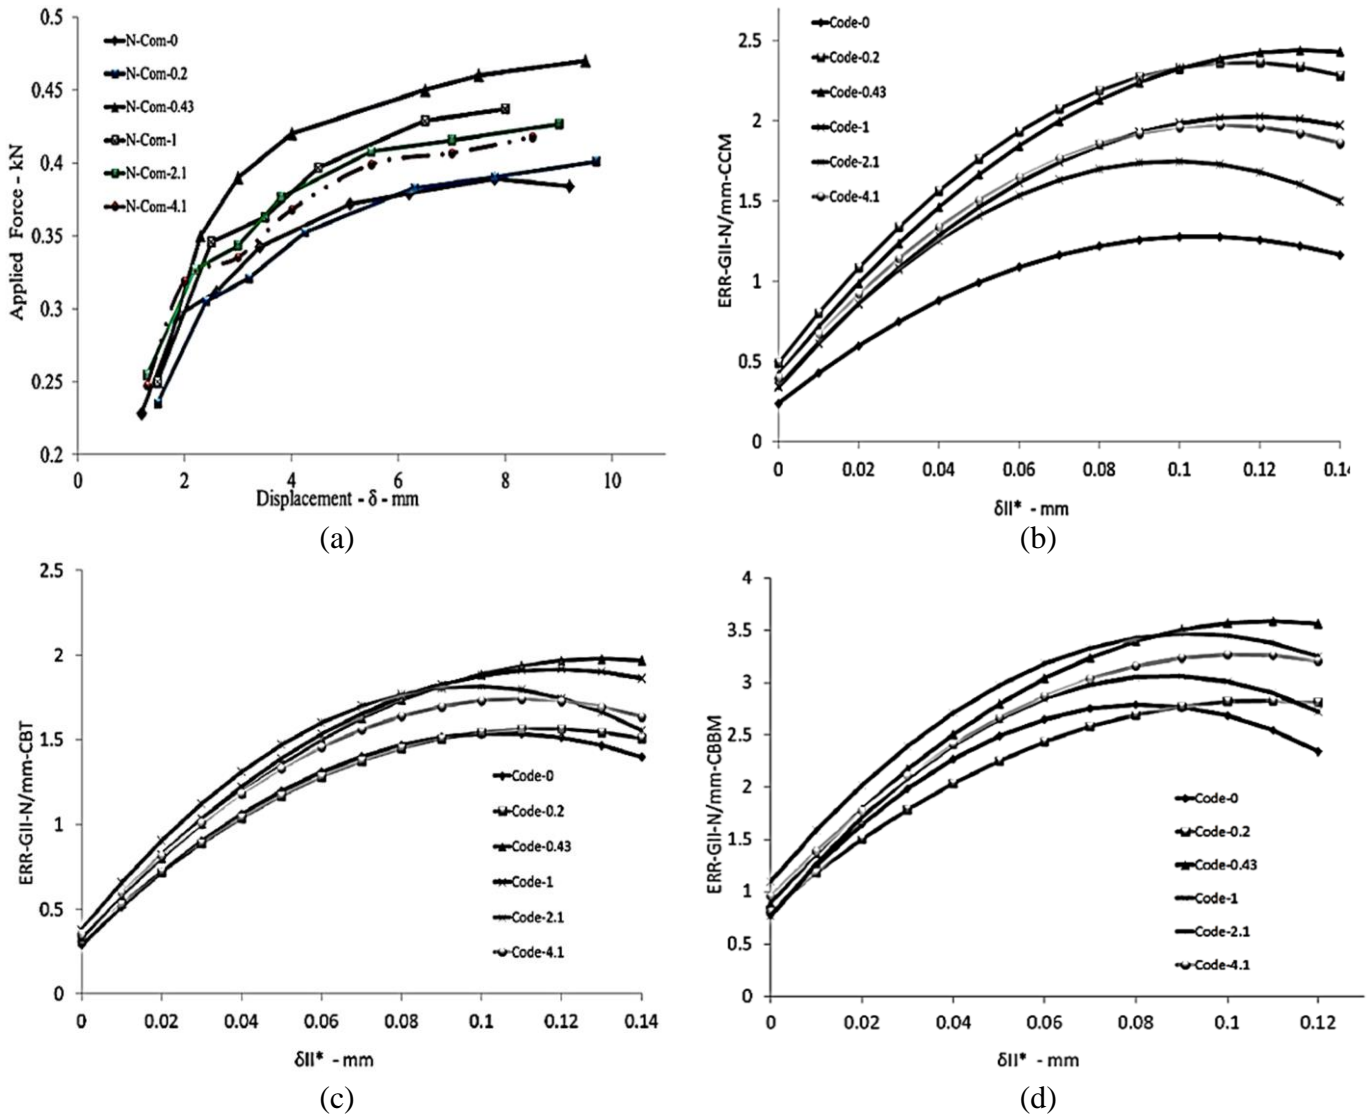 0.5
0.45
0.4
0.35
0.3
0.25
0.2
Applied Force - kN
N-Com-0
N-Com-0.2
N-Com-0.43
N-Com-1
N-Com-2.1
N-Com-4.1
0 2 4 6 8 10
Displacement - δ - mm
(a)
2.5
2
1.5
1
0.5
0
ERR-GII-N/mm-CCM
Code-0
Code-0.2
Code-0.43
Code-1
Code-2.1
Code-4.1
0 0.02 0.04 0.06 0.08 0.1 0.12 0.14
δII* - mm
(b)
2.5
2
1.5
1
0.5
0
ERR-GII-N/mm-CBT
Code-0
Code-0.2
Code-0.43
Code-1
Code-2.1
Code-4.1
0 0.02 0.04 0.06 0.08 0.1 0.12 0.14
δII* - mm
(c)
4
3.5
3
2.5
2
1.5
1
0.5
0
ERR-GII-N/mm-CBBM
Code-0
Code-0.2
Code-0.43
Code-1
Code-2.1
Code-4.1
0 0.02 0.04 0.06 0.08 0.1 0.12
δII* - mm
(d)